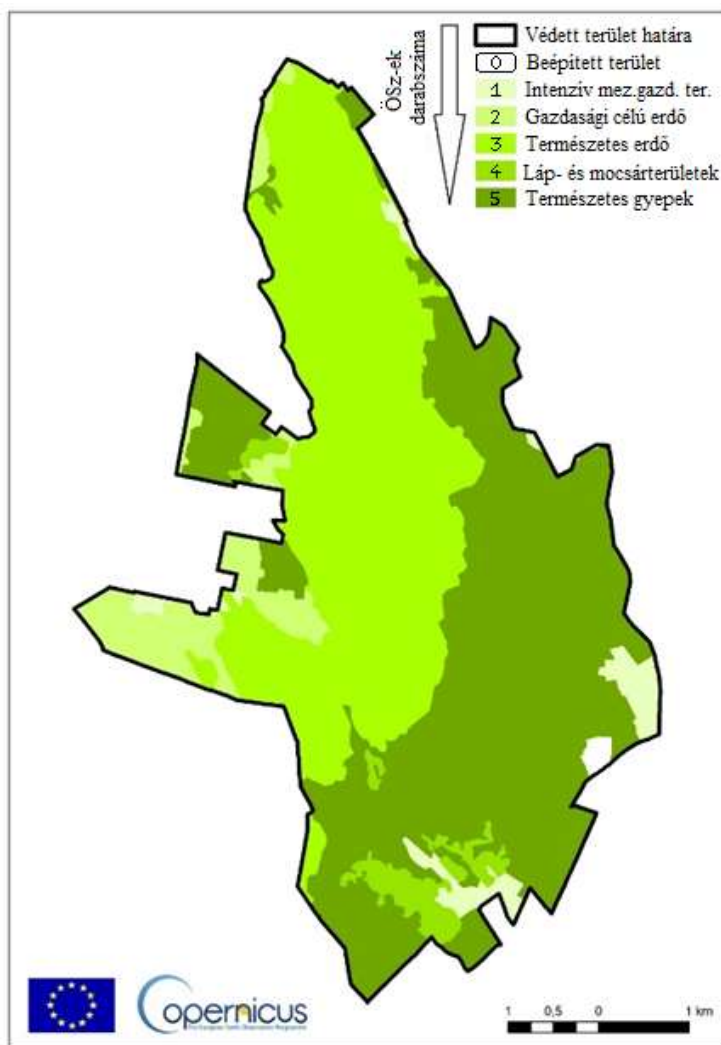 ÖSz-ek
darabszáma
Védett terület határa
0 Beépített terület
1 Intenzív mez.gazd. ter.
2 Gazdasági célú erdő
3 Természetes erdő
4 Láp- és mocsárterületek
5 Természetes gyepek
Copernicus
1 0,5 0 1 km